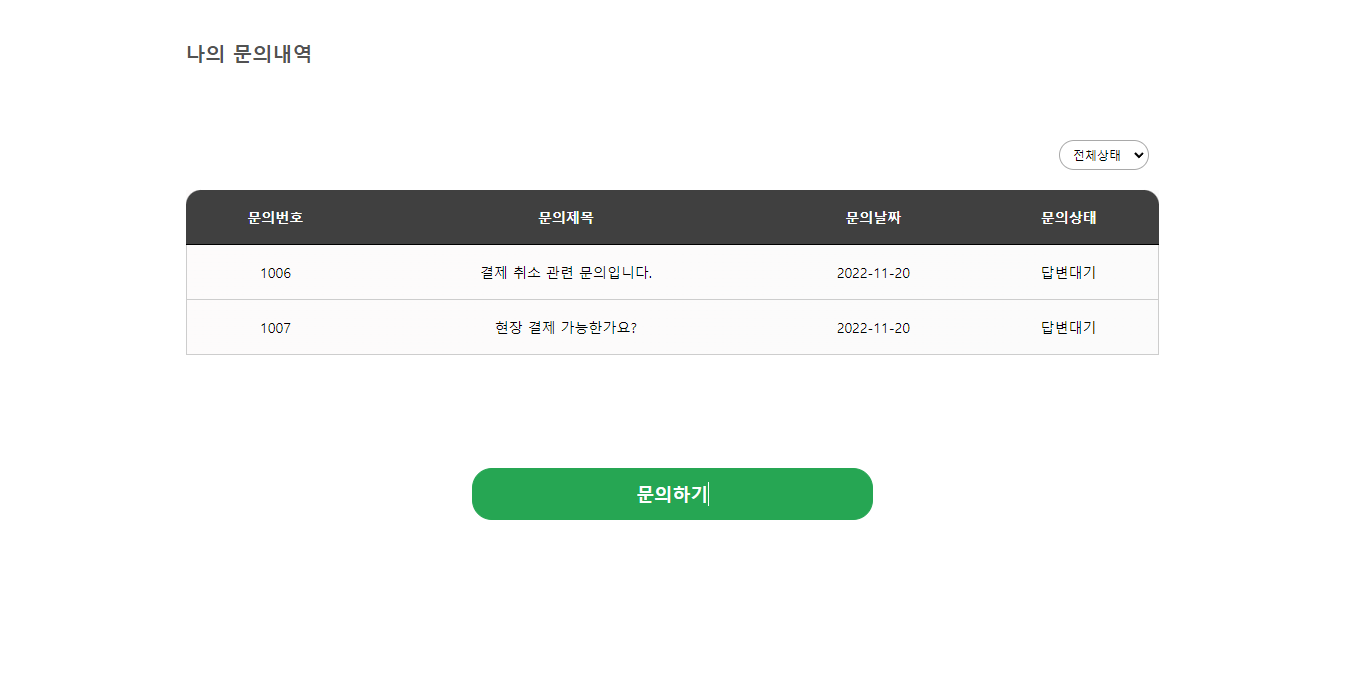 나의 문의내역
전체상태
문의번호 문의제목 문의날짜 문의상태
1006 결제 취소 관련 문의입니다. 2022-11-20 답변대기
1007 현장 결제 가능한가요? 2022-11-20 답변대기
문의하기